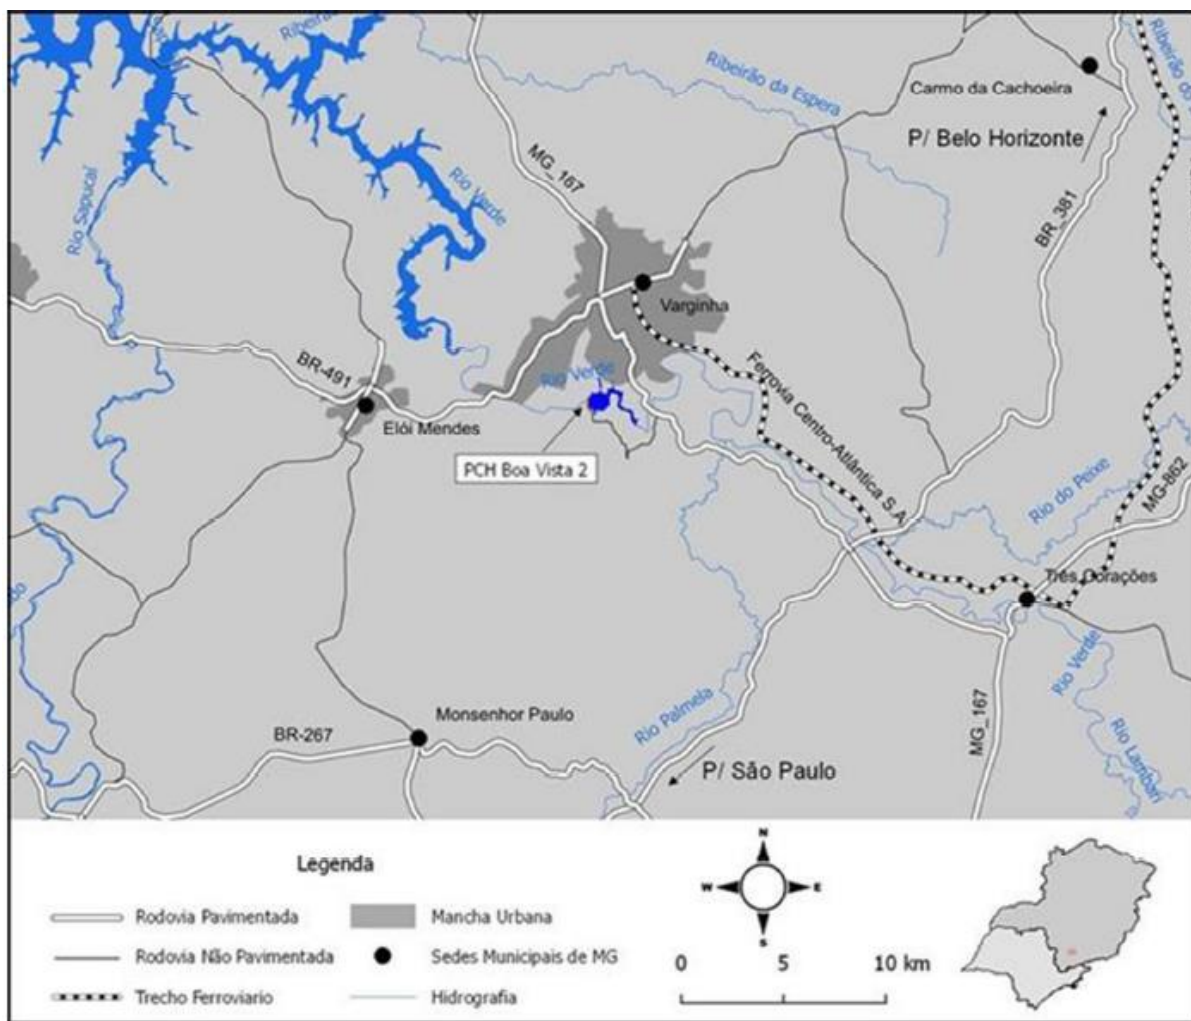 Ribeirão
Ribeirão da Espera
Carmo da Cachoeira
P/ Belo Horizonte
MG_167
Rio Verde
Rio Sapucaí
BR_381
Varginha
BR-491
Rio Verde
Ferrovia Centro-Atlântica S.A
Elói Mendes
PCH Boa Vista 2
Rio do Peixe
MG-862
Três Corações
Rio Verde
Rio Palmela
Monsenhor Paulo
BR-267
MG_167
Rio Lambari
P/ São Paulo
Legenda
Rodovia Pavimentada
Mancha Urbana
Rodovia Não Pavimentada
Sedes Municipais de MG
Trecho Ferroviario
Hidrografia
N
W
E
S
0 5 10 km